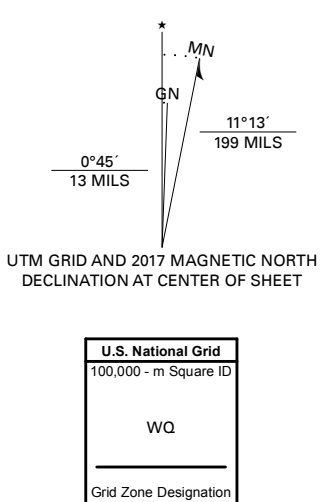 ★
MN
GN
11°13´
199 MILS
0°45´
13 MILS
UTM GRID AND 2017 MAGNETIC NORTH
DECLINATION AT CENTER OF SHEET
U.S. National Grid
100,000 - m Square ID
WQ
Grid Zone Designation